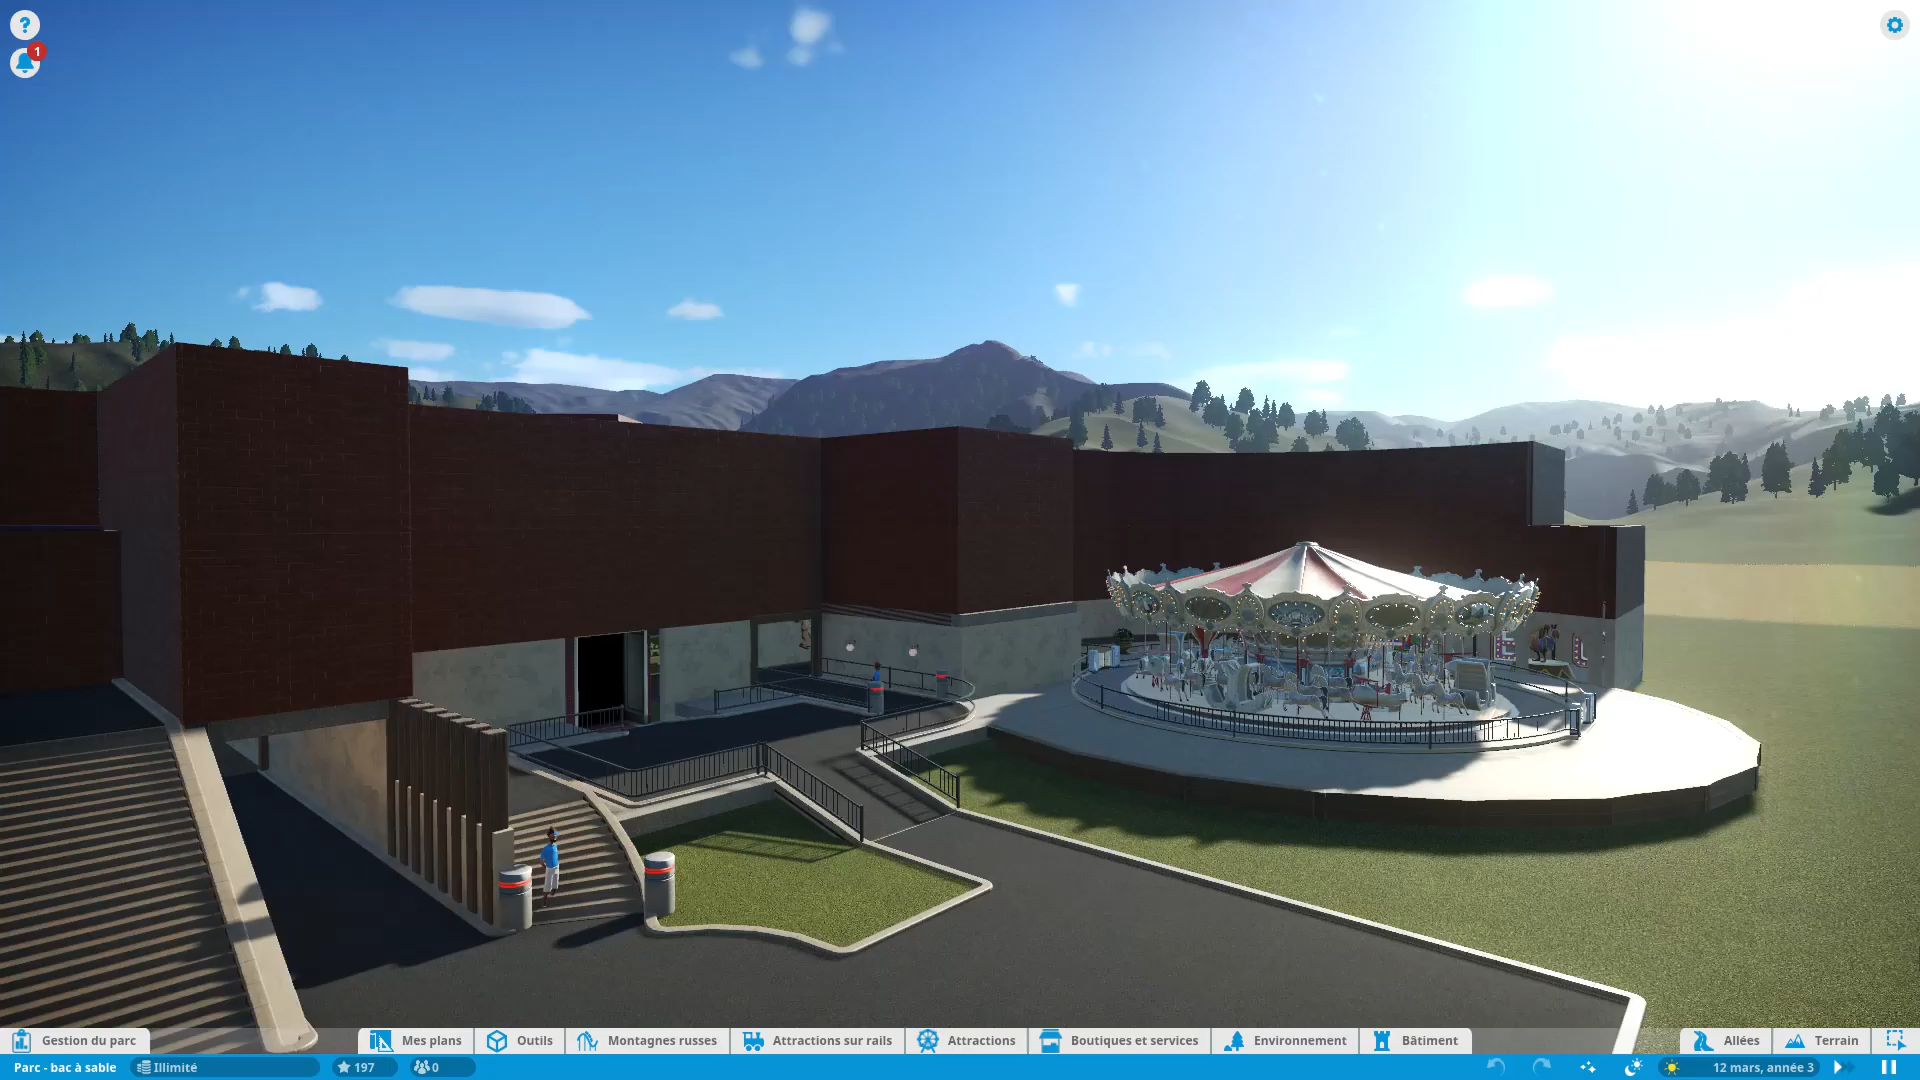 ?
1
Gestion du parc
Mes plans
Outils
Montagnes russes
Attractions sur rails
Attractions
Boutiques et services
Environnement
Bâtiment
Allées
Terrain
Parc - bac à sable
Illimité
197
0
12 mars, année 3